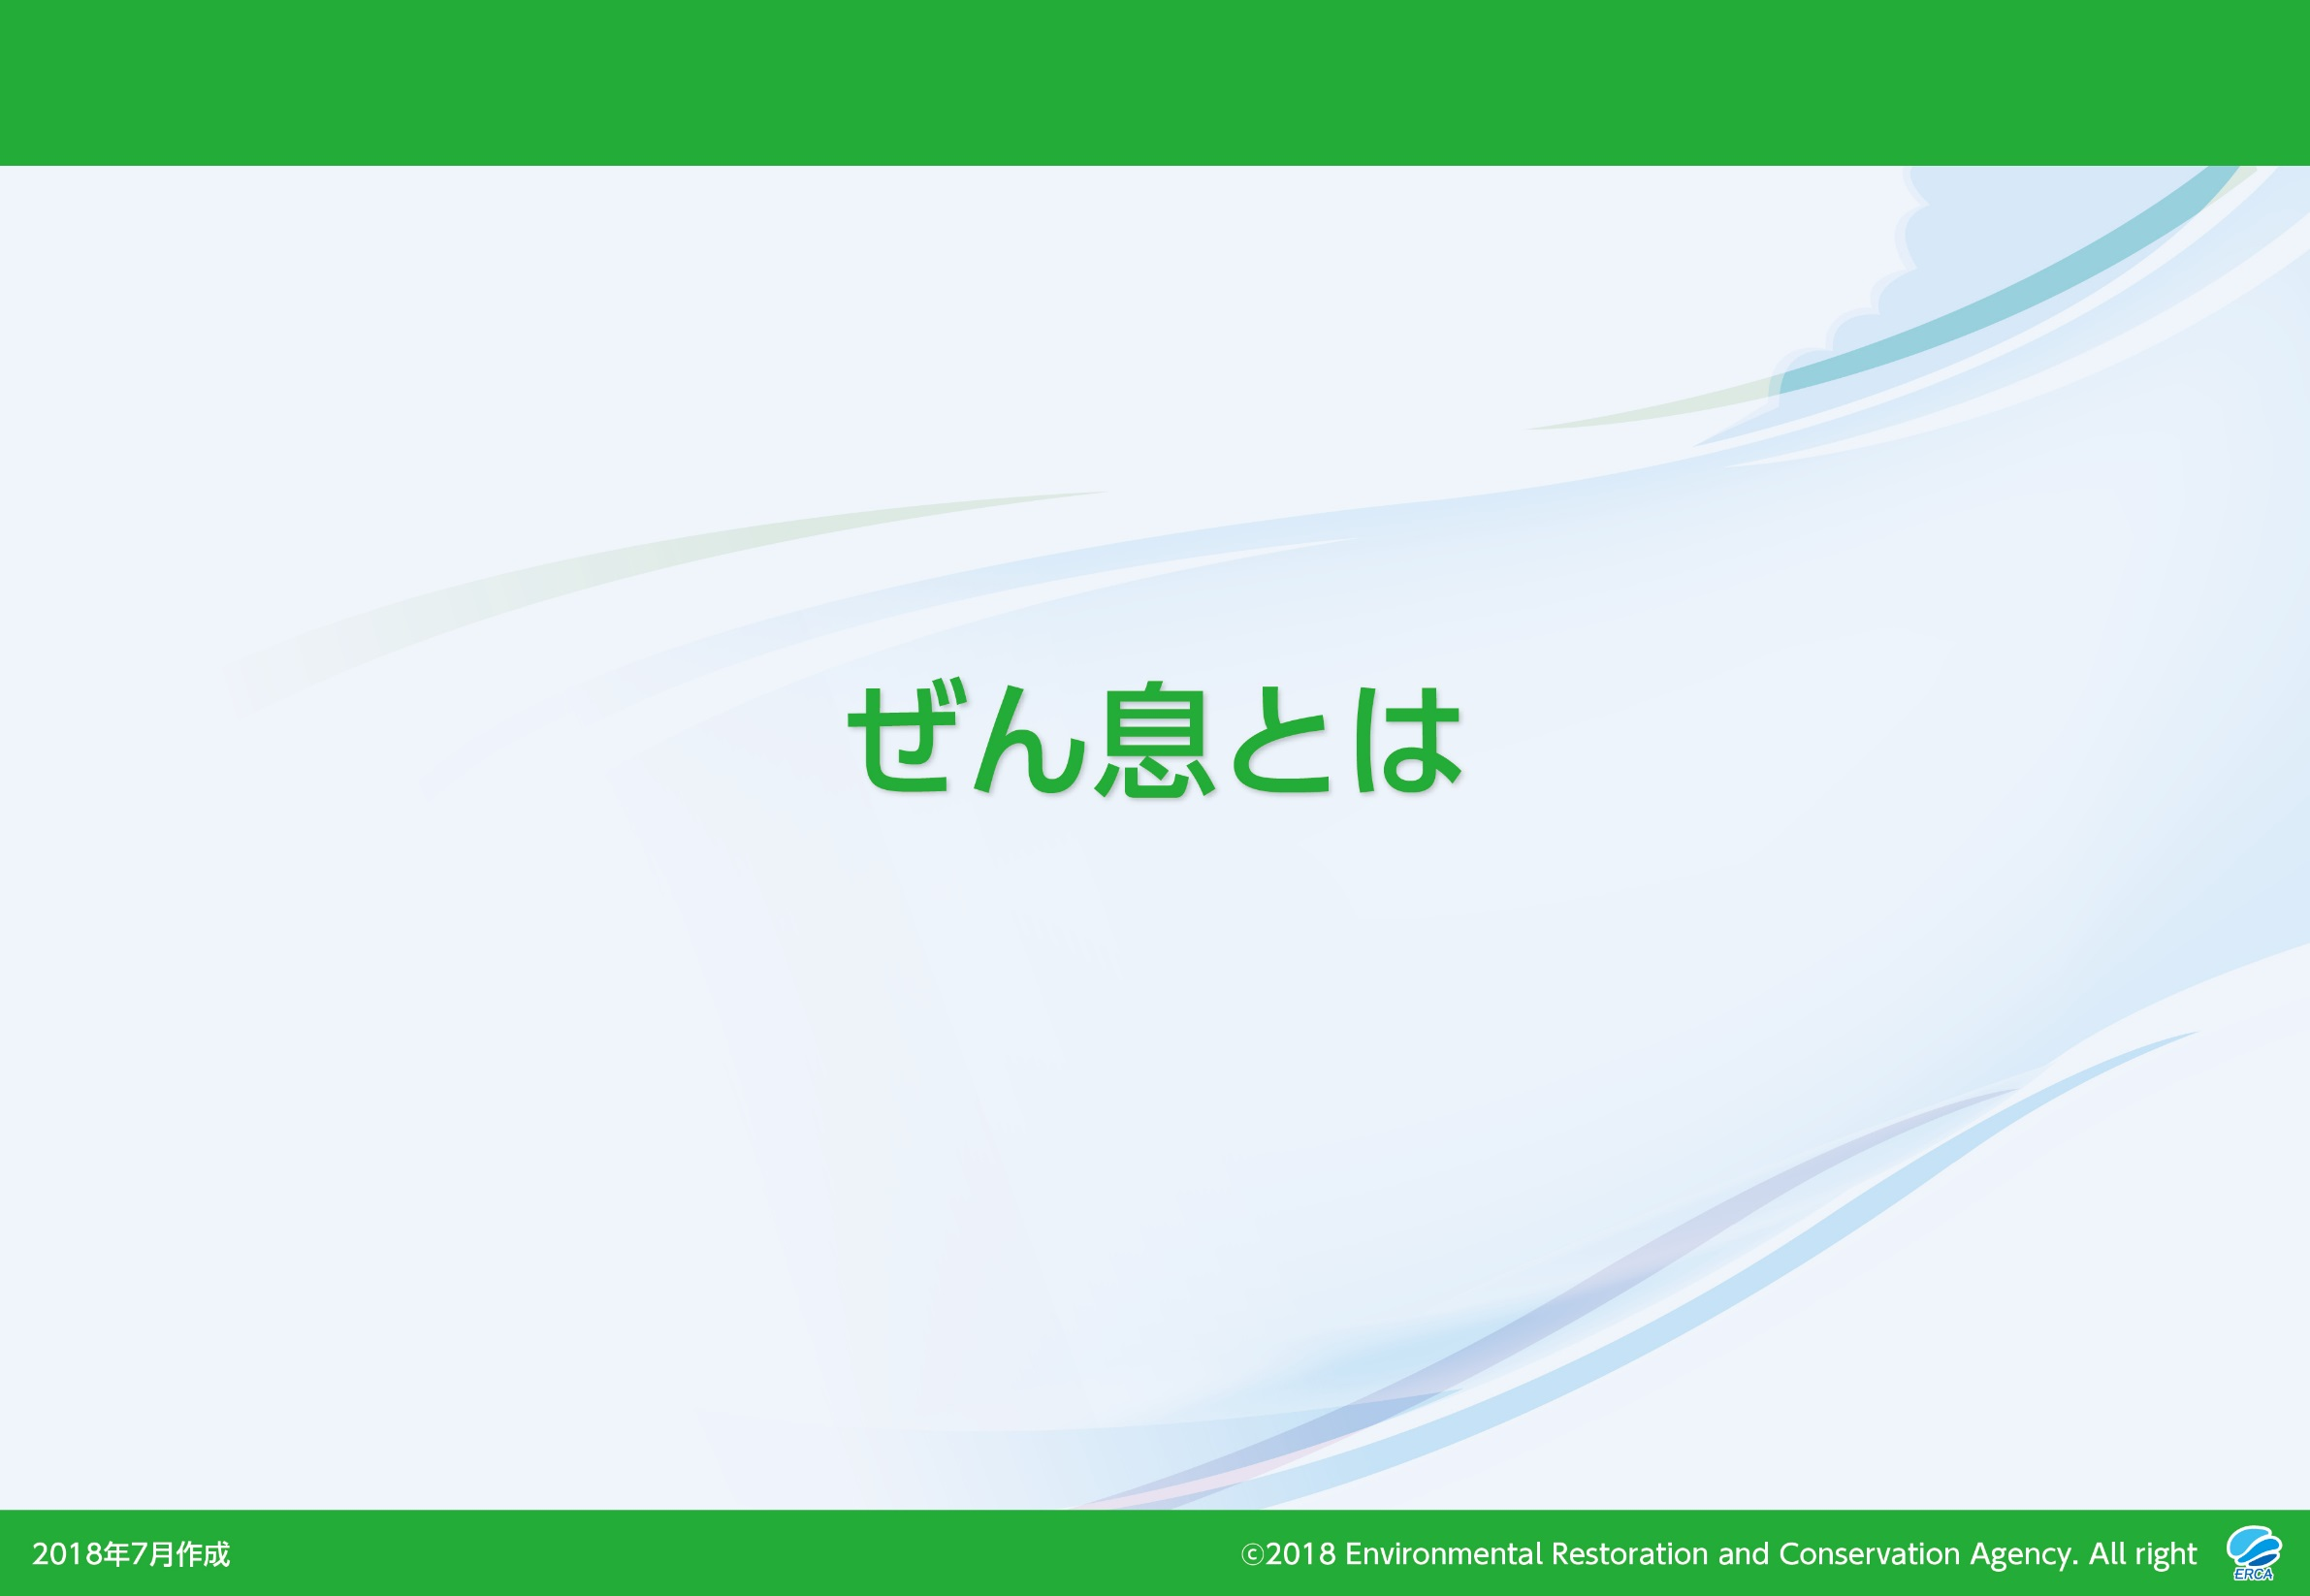 ぜん息とは
2018年7月作成
©2018 Environmental Restoration and Conservation Agency. All right
ERCA